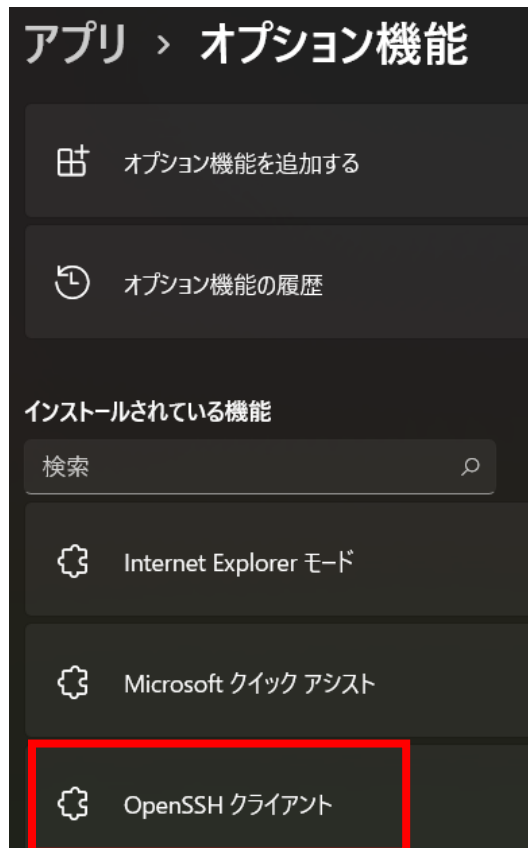 アプリ › オプション機能
オプション機能を追加する
オプション機能の履歴
インストールされている機能
検索
Internet Explorer モード
Microsoft クイック アシスト
OpenSSH クライアント